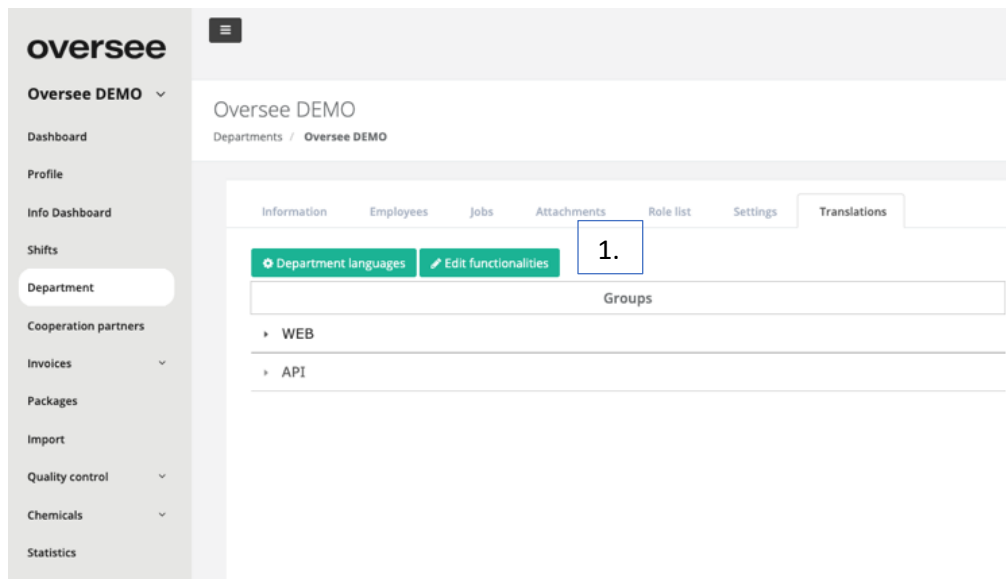 oversee
Oversee DEMO
Dashboard
Profile
Info Dashboard
Shifts
Department
Cooperation partners
Invoices
Packages
Import
Quality control
Chemicals
Statistics
Oversee DEMO
Departments / Oversee DEMO
Information Employees Jobs Attachments Role list Settings Translations
Department languages Edit functionalities 1.
Groups
WEB
API